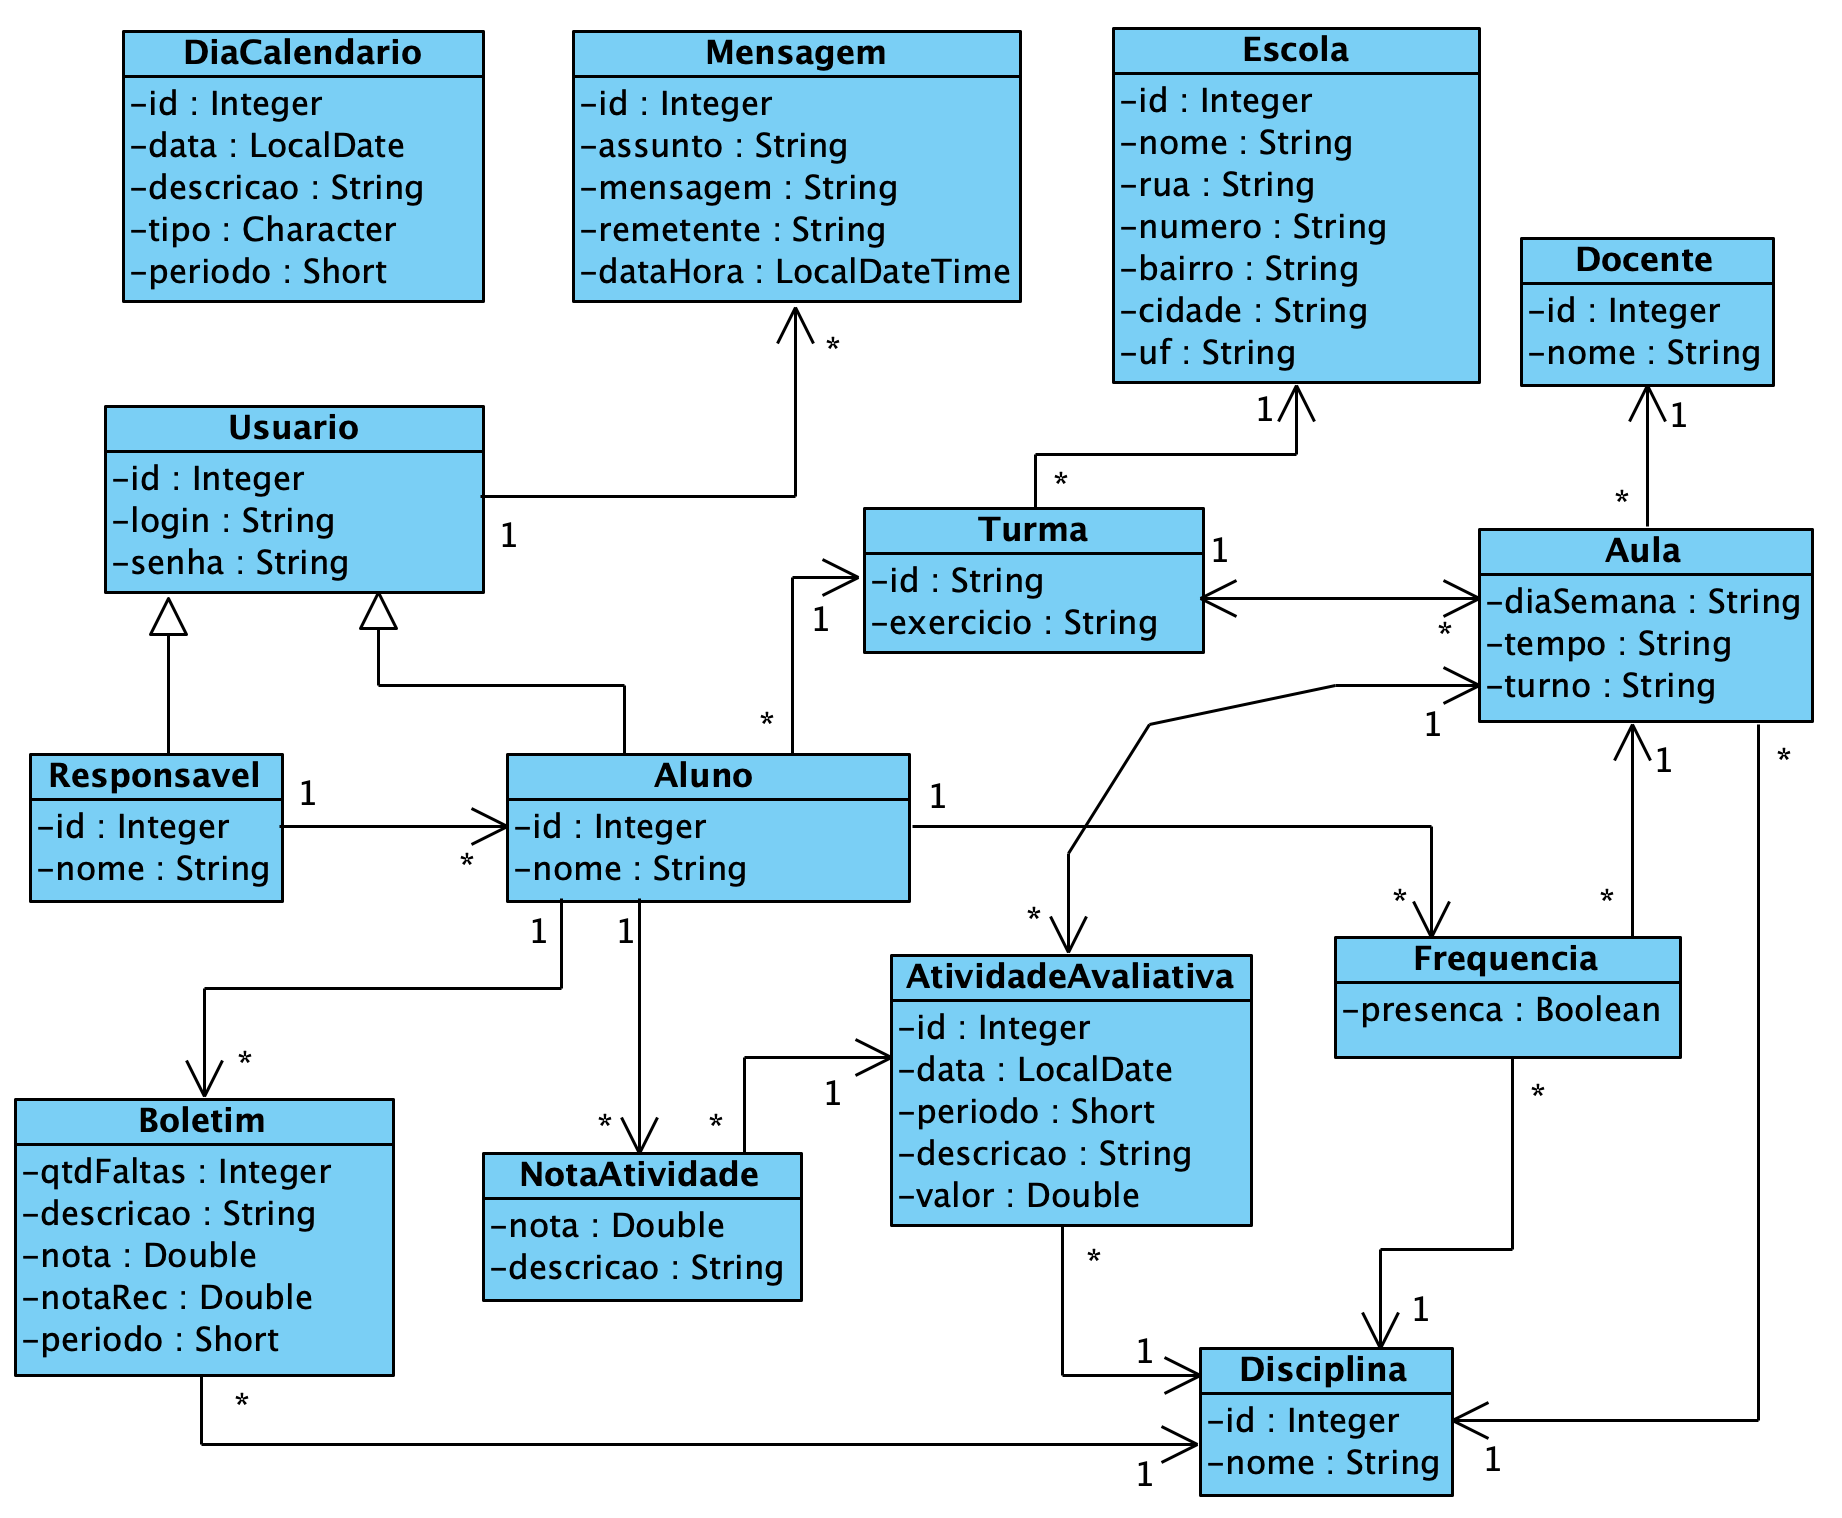 DiaCalendario
-id : Integer
-data : LocalDate
-descricao : String
-tipo : Character
-periodo : Short
Mensagem
-id : Integer
-assunto : String
-mensagem : String
-remetente : String
-dataHora : LocalDateTime
*
Escola
-id : Integer
-nome : String
-rua : String
-numero : String
-bairro : String
-cidade : String
-uf : String
1
*
Docente
-id : Integer
-nome : String
1
*
Usuario
-id : Integer
-login : String
-senha : String
1
Turma
-id : String
-exercicio : String
1
*
1
*
Aula
-diaSemana : String
-tempo : String
-turno : String
1
*
1
*
Responsavel
-id : Integer
-nome : String
1
*
Aluno
-id : Integer
-nome : String
1
*
1
1
*
*
Boletim
-qtdFaltas : Integer
-descricao : String
-nota : Double
-notaRec : Double
-periodo : Short
*
1
*
*
NotaAtividade
-nota : Double
-descricao : String
1
AtividadeAvaliativa
-id : Integer
-data : LocalDate
-periodo : Short
-descricao : String
-valor : Double
*
1
Frequencia
-presenca : Boolean
*
1
Disciplina
-id : Integer
-nome : String
1